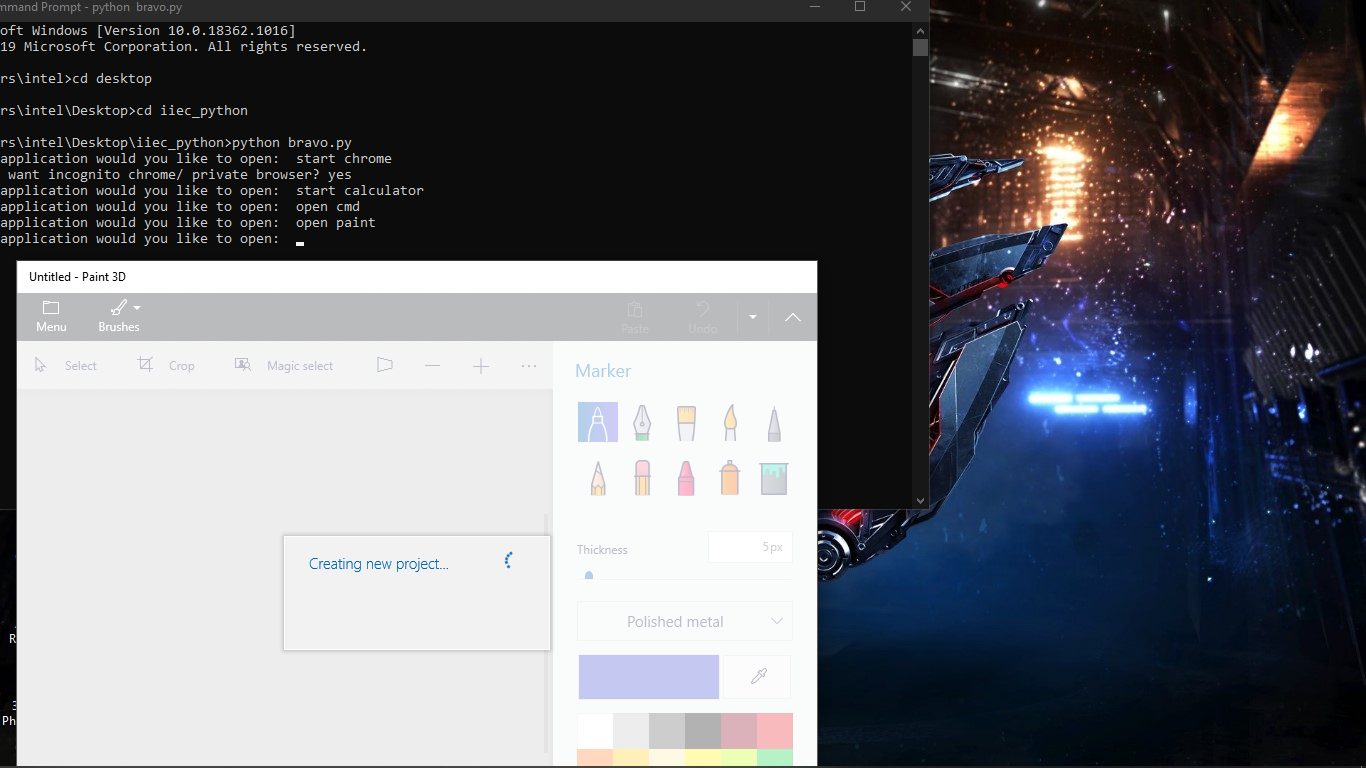 mmand Prompt - python bravo.py
oft Windows [Version 10.0.18362.1016]
19 Microsoft Corporation. All rights reserved.
rs\intel>cd desktop
rs\intel\Desktop>cd iiec_python
rs\intel\Desktop\iiec_python>python bravo.py
application would you like to open:  start chrome
want incognito chrome/ private browser? yes
application would you like to open:  start calculator
application would you like to open:  open cmd
application would you like to open:  open paint
application would you like to open:
Untitled - Paint 3D
Menu
Brushes
Paste
Undo
Select
Crop
Magic select
Marker
Creating new project...
Thickness
5px
Polished metal
R
3
Ph